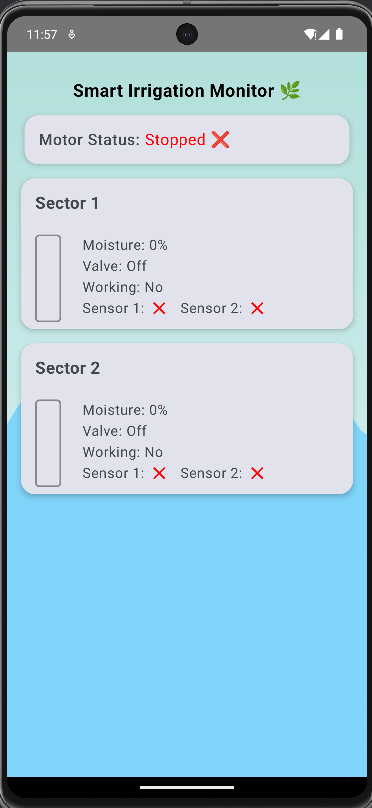 11:57
Smart Irrigation Monitor 🌿
Motor Status: Stopped ❌
Sector 1
Moisture: 0%
Valve: Off
Working: No
Sensor 1: ❌ Sensor 2: ❌
Sector 2
Moisture: 0%
Valve: Off
Working: No
Sensor 1: ❌ Sensor 2: ❌